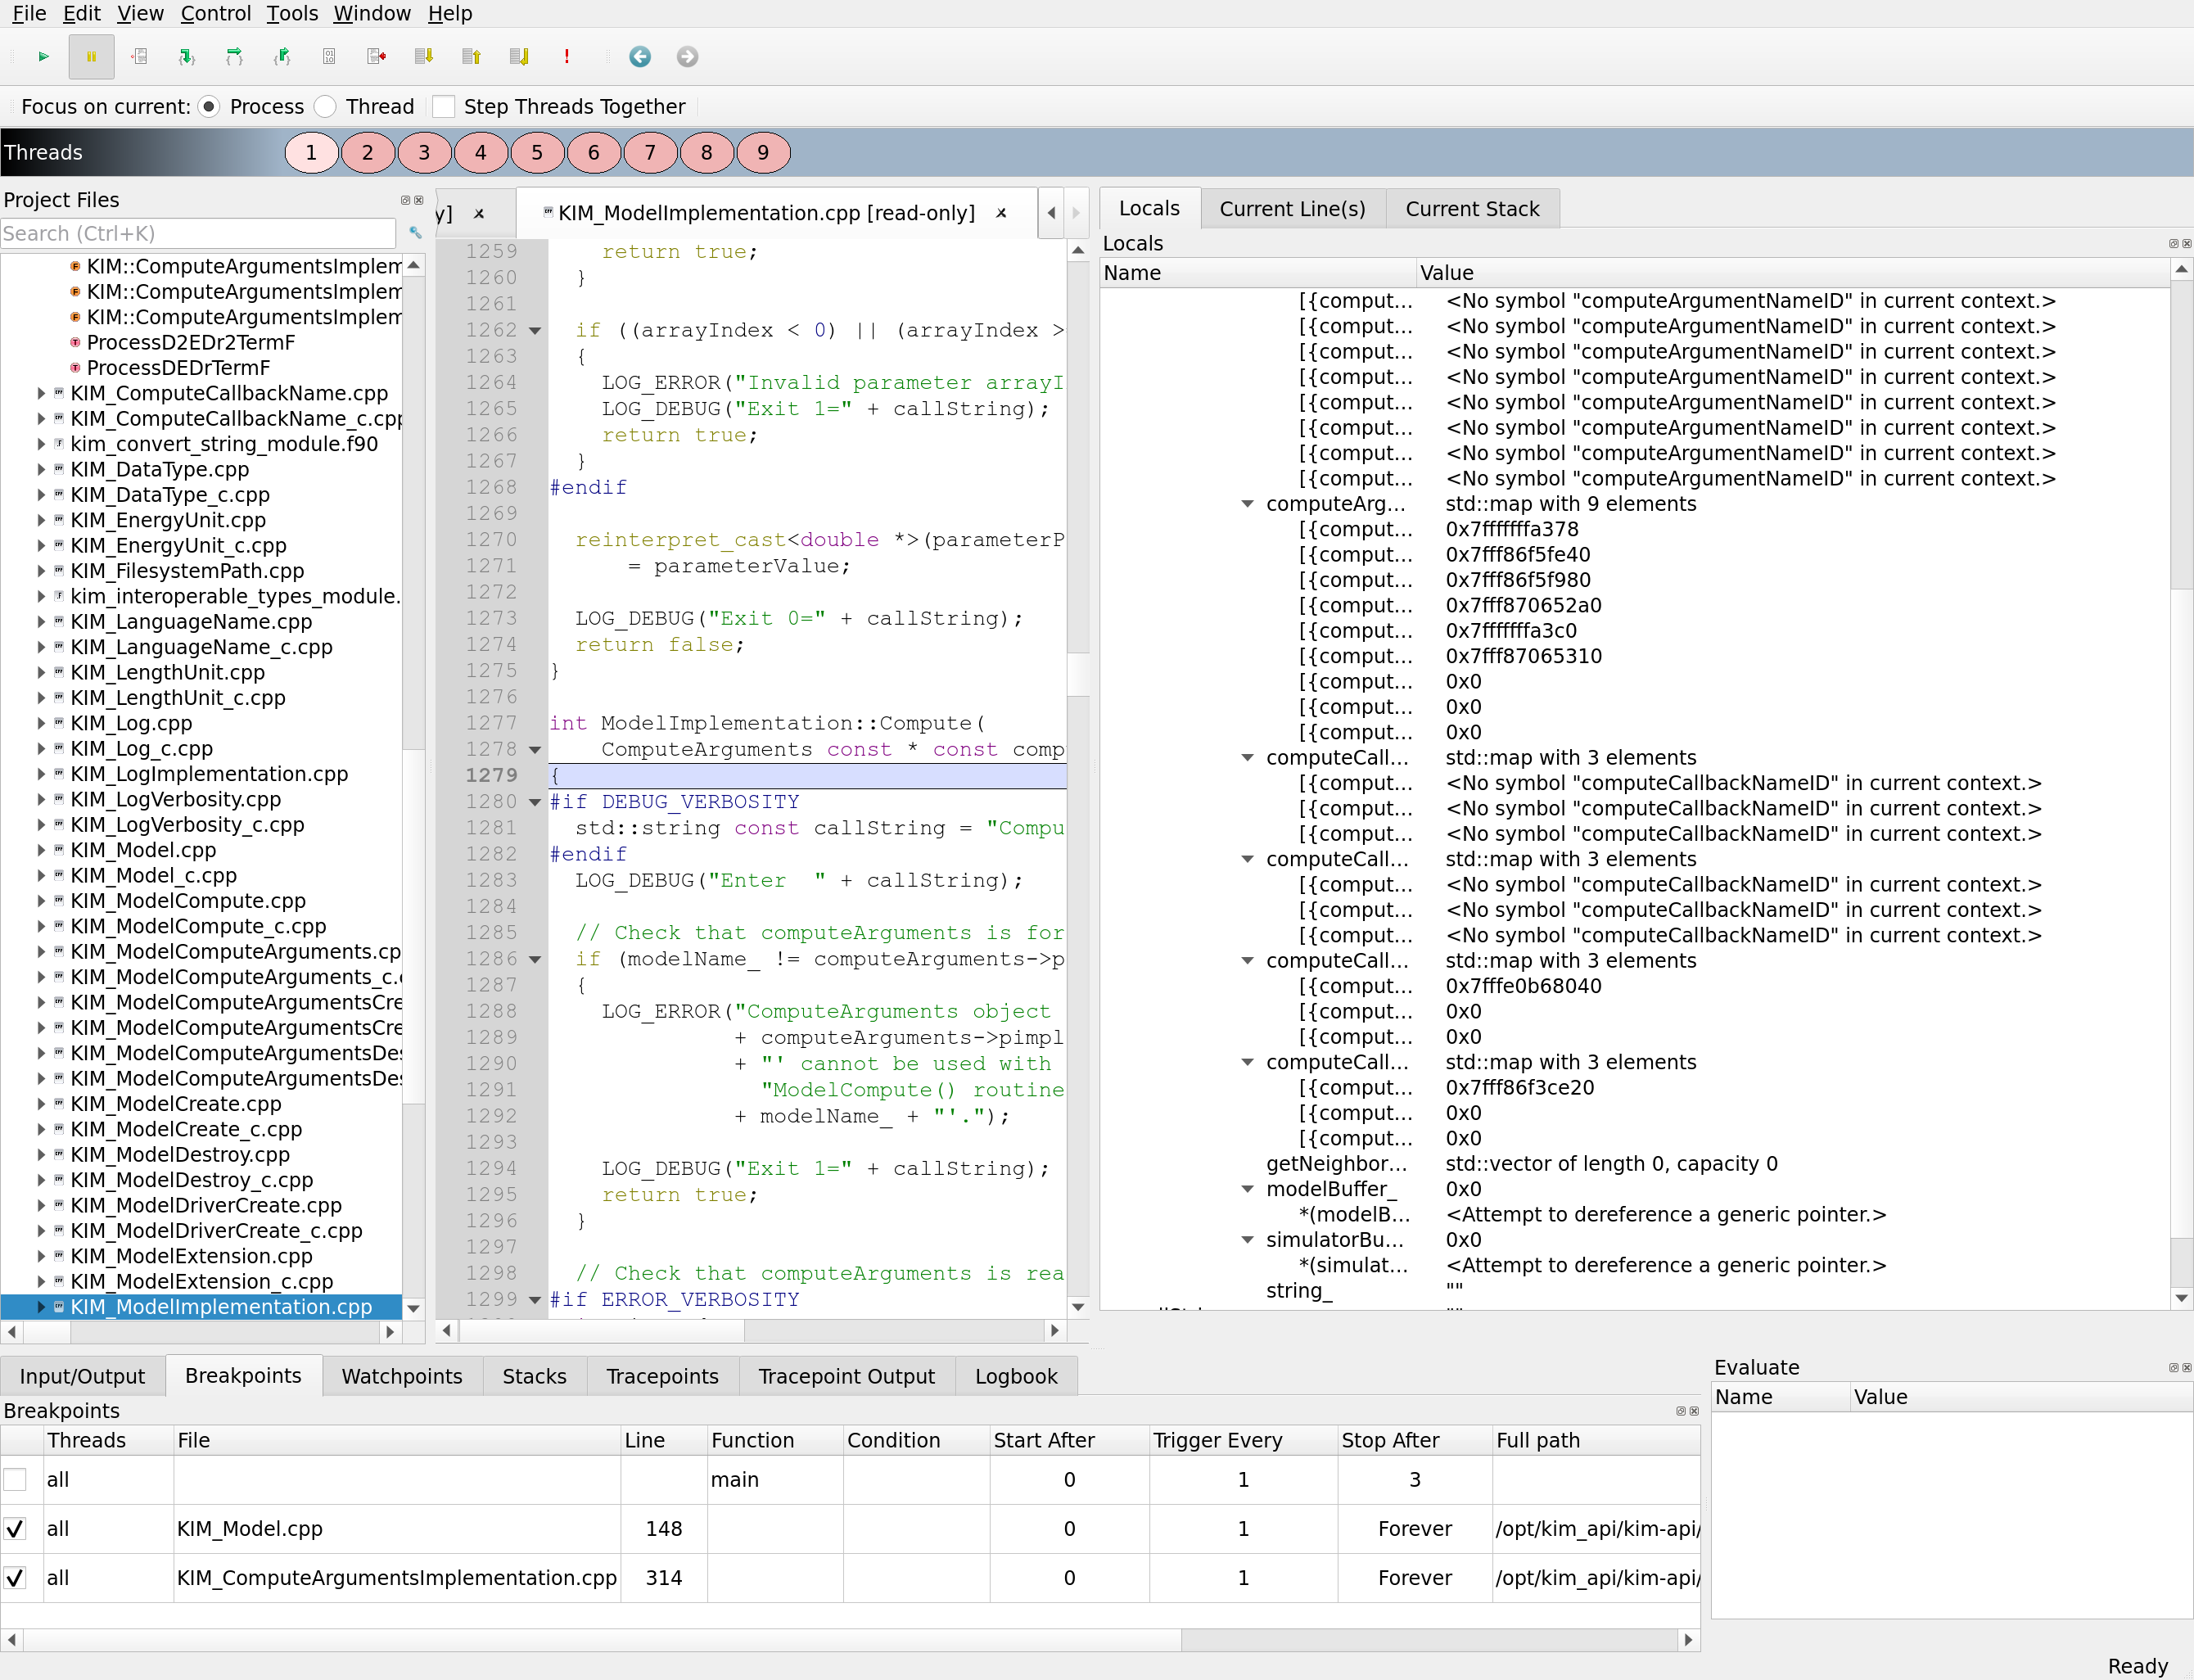 File Edit View Control Tools Window Help
Focus on current: Process Thread Step Threads Together
Threads 1 2 3 4 5 6 7 8 9
Project Files
Search (Ctrl+K)
KIM::ComputeArgumentsImplem
KIM::ComputeArgumentsImplem
KIM::ComputeArgumentsImplem
ProcessD2EDr2TermF
ProcessDEDrTermF
KIM_ComputeCallbackName.cpp
KIM_ComputeCallbackName_c.cpp
kim_convert_string_module.f90
KIM_DataType.cpp
KIM_DataType_c.cpp
KIM_EnergyUnit.cpp
KIM_EnergyUnit_c.cpp
KIM_FilesystemPath.cpp
kim_interoperable_types_module.
KIM_LanguageName.cpp
KIM_LanguageName_c.cpp
KIM_LengthUnit.cpp
KIM_LengthUnit_c.cpp
KIM_Log.cpp
KIM_Log_c.cpp
KIM_LogImplementation.cpp
KIM_LogVerbosity.cpp
KIM_LogVerbosity_c.cpp
KIM_Model.cpp
KIM_Model_c.cpp
KIM_ModelCompute.cpp
KIM_ModelCompute_c.cpp
KIM_ModelComputeArguments.cp
KIM_ModelComputeArguments_c.c
KIM_ModelComputeArgumentsCre
KIM_ModelComputeArgumentsCre
KIM_ModelComputeArgumentsDes
KIM_ModelComputeArgumentsDes
KIM_ModelCreate.cpp
KIM_ModelCreate_c.cpp
KIM_ModelDestroy.cpp
KIM_ModelDestroy_c.cpp
KIM_ModelDriverCreate.cpp
KIM_ModelDriverCreate_c.cpp
KIM_ModelExtension.cpp
KIM_ModelExtension_c.cpp
KIM_ModelImplementation.cpp
y] KIM_ModelImplementation.cpp [read-only]
1259     return true;
1260   }
1261
1262   if ((arrayIndex < 0) || (arrayIndex >
1263   {
1264     LOG_ERROR("Invalid parameter arrayI
1265     LOG_DEBUG("Exit 1=" + callString);
1266     return true;
1267   }
1268 #endif
1269
1270   reinterpret_cast<double *>(parameterP
1271       = parameterValue;
1272
1273   LOG_DEBUG("Exit 0=" + callString);
1274   return false;
1275 }
1276
1277 int ModelImplementation::Compute(
1278     ComputeArguments const * const comp
1279 {
1280 #if DEBUG_VERBOSITY
1281   std::string const callString = "Compu
1282 #endif
1283   LOG_DEBUG("Enter  " + callString);
1284
1285   // Check that computeArguments is for
1286   if (modelName_ != computeArguments->p
1287   {
1288     LOG_ERROR("ComputeArguments object
1289               + computeArguments->pimpl
1290               + "' cannot be used with
1291                 "ModelCompute() routine
1292               + modelName_ + "'.");
1293
1294     LOG_DEBUG("Exit 1=" + callString);
1295     return true;
1296   }
1297
1298   // Check that computeArguments is rea
1299 #if ERROR_VERBOSITY
Locals Current Line(s) Current Stack
Locals
Name Value
[{comput... <No symbol "computeArgumentNameID" in current context.>
[{comput... <No symbol "computeArgumentNameID" in current context.>
[{comput... <No symbol "computeArgumentNameID" in current context.>
[{comput... <No symbol "computeArgumentNameID" in current context.>
[{comput... <No symbol "computeArgumentNameID" in current context.>
[{comput... <No symbol "computeArgumentNameID" in current context.>
[{comput... <No symbol "computeArgumentNameID" in current context.>
[{comput... <No symbol "computeArgumentNameID" in current context.>
computeArg... std::map with 9 elements
[{comput... 0x7fffffffa378
[{comput... 0x7fff86f5fe40
[{comput... 0x7fff86f5f980
[{comput... 0x7fff870652a0
[{comput... 0x7fffffffa3c0
[{comput... 0x7fff87065310
[{comput... 0x0
[{comput... 0x0
[{comput... 0x0
computeCall... std::map with 3 elements
[{comput... <No symbol "computeCallbackNameID" in current context.>
[{comput... <No symbol "computeCallbackNameID" in current context.>
[{comput... <No symbol "computeCallbackNameID" in current context.>
computeCall... std::map with 3 elements
[{comput... <No symbol "computeCallbackNameID" in current context.>
[{comput... <No symbol "computeCallbackNameID" in current context.>
[{comput... <No symbol "computeCallbackNameID" in current context.>
computeCall... std::map with 3 elements
[{comput... 0x7fffe0b68040
[{comput... 0x0
[{comput... 0x0
computeCall... std::map with 3 elements
[{comput... 0x7fff86f3ce20
[{comput... 0x0
[{comput... 0x0
getNeighbor... std::vector of length 0, capacity 0
modelBuffer_ 0x0
*(modelB... <Attempt to dereference a generic pointer.>
simulatorBu... 0x0
*(simulat... <Attempt to dereference a generic pointer.>
string_ ""
Input/Output Breakpoints Watchpoints Stacks Tracepoints Tracepoint Output Logbook
Breakpoints
Threads File Line Function Condition Start After Trigger Every Stop After Full path
all main 0 1 3
all KIM_Model.cpp 148 0 1 Forever /opt/kim_api/kim-api/
all KIM_ComputeArgumentsImplementation.cpp 314 0 1 Forever /opt/kim_api/kim-api/
Evaluate
Name Value
Ready